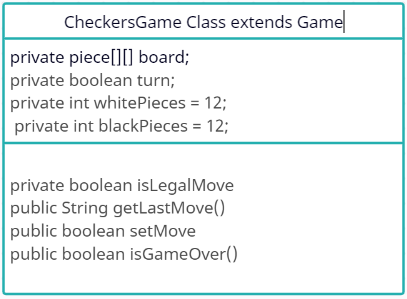 CheckersGame Class extends Game
private piece[][] board;
private boolean turn;
private int whitePieces = 12;
private int blackPieces = 12;
private boolean isLegalMove
public String getLastMove()
public boolean setMove
public boolean isGameOver()